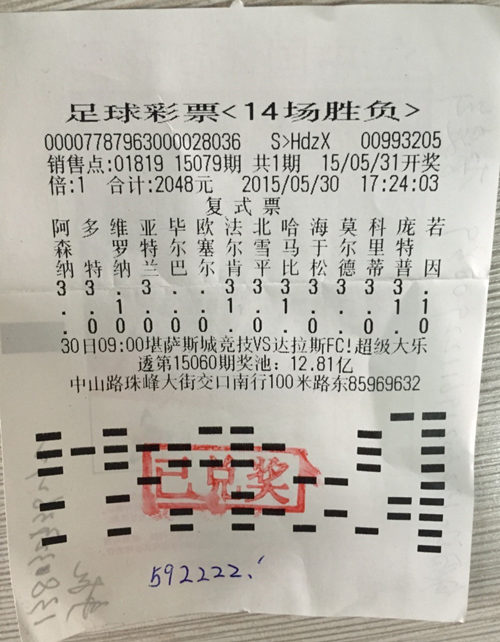 足球彩票<14场胜负>
00007787963000028036 S>HdzX 00993205
销售点:01819 15079期 共1期 15/05/31开奖
倍:1 合计:2048元 2015/05/30 17:24:03
复式票
阿 多 维 亚 毕 欧 法 北 哈 海 莫 科 庞 若
森 罗 特 尔 塞 尔 雪 马 于 尔 里 特
纳 特 纳 兰 巴 尔 肯 平 比 松 德 蒂 普 因
3 3 . 3 . . 3 3 3 3 3 3 3 .
. . 1 . . . 1 . 1 . . . 1 1
. 0 0 0 0 0 . 0 0 0 . 0 . 0
30日09:00堪萨斯城竞技VS达拉斯FC!超级大乐
透第15060期奖池:12.81亿
中山路珠峰大街交口南行100米路东85969632
已兑奖
592222.